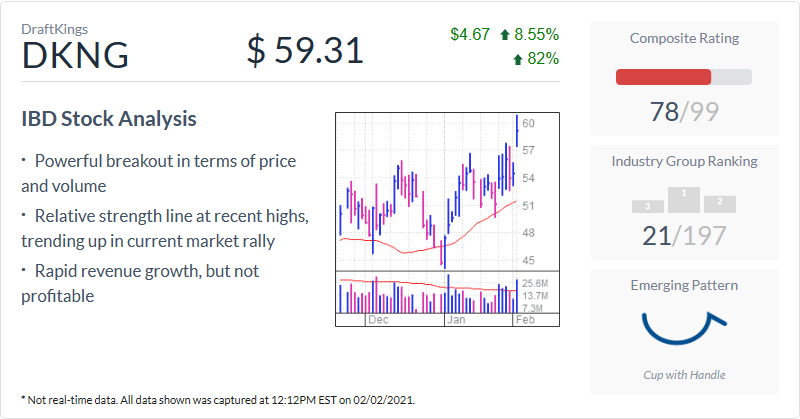 DraftKings
DKNG
$ 59.31
$4.67 8.55%
82%
IBD Stock Analysis
· Powerful breakout in terms of price
and volume
· Relative strength line at recent highs,
trending up in current market rally
· Rapid revenue growth, but not
profitable
60
57
54
51
48
45
25.6M
13.7M
7.3M
Dec Jan Feb
Composite Rating
78/99
Industry Group Ranking
3 1 2
21/197
Emerging Pattern
Cup with Handle
* Not real-time data. All data shown was captured at 12:12PM EST on 02/02/2021.